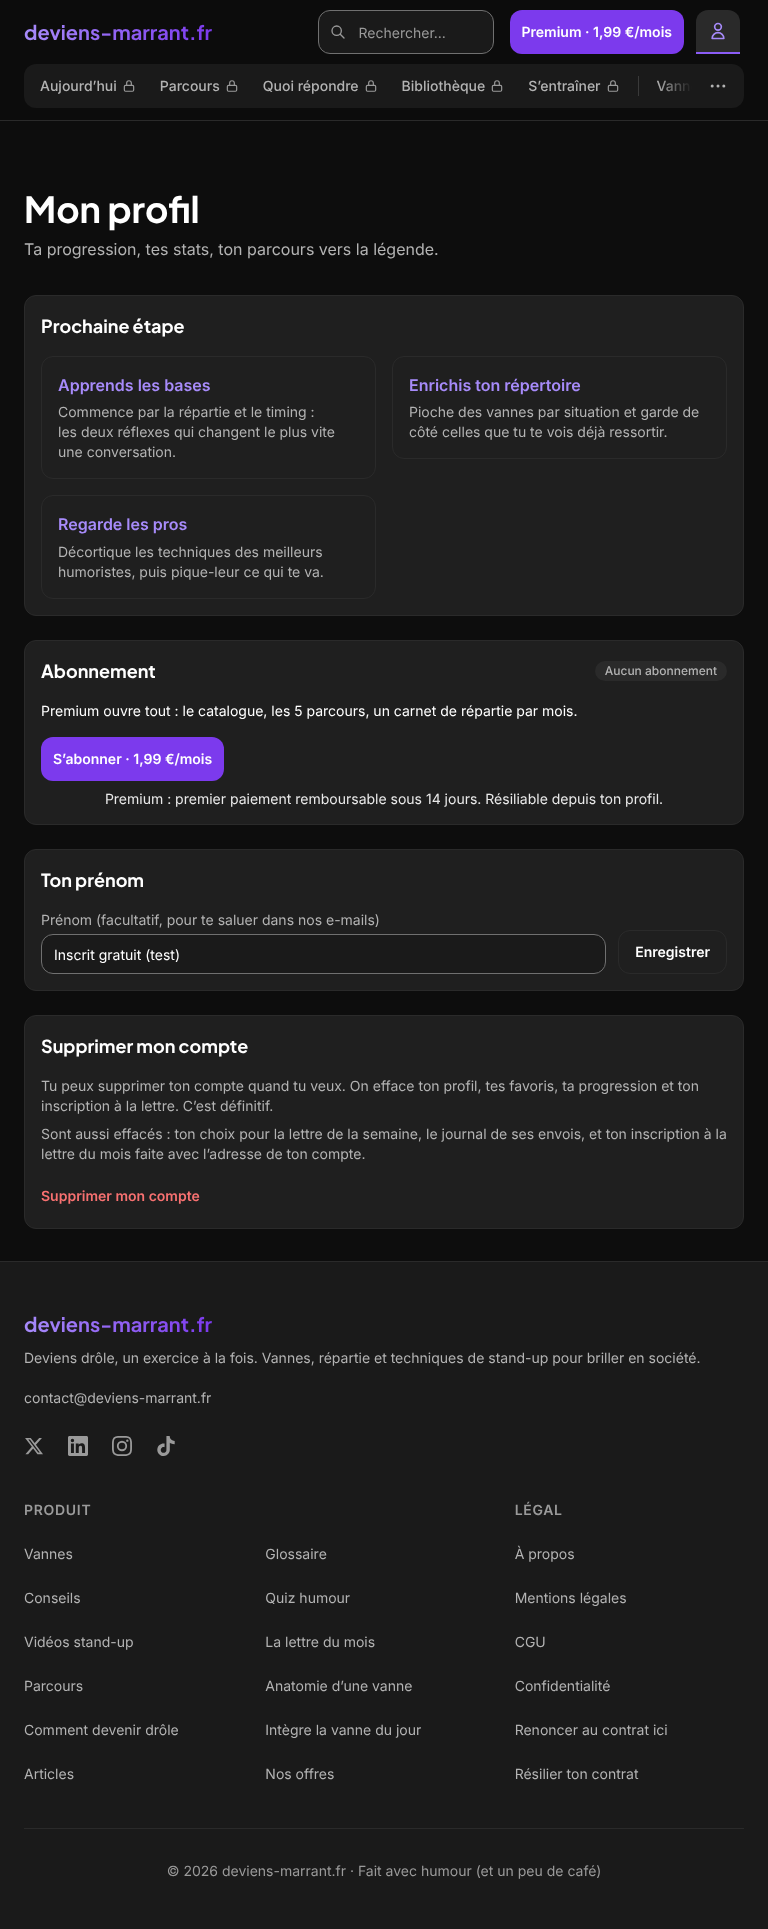 deviens-marrant.fr
Rechercher...
Premium · 1,99 €/mois
Aujourd’hui
Parcours
Quoi répondre
Bibliothèque
S’entraîner
Mon profil
Ta progression, tes stats, ton parcours vers la légende.
Prochaine étape
Apprends les bases
Commence par la répartie et le timing :
les deux réflexes qui changent le plus vite
une conversation.
Enrichis ton répertoire
Pioche des vannes par situation et garde de
côté celles que tu te vois déjà ressortir.
Regarde les pros
Décortique les techniques des meilleurs
humoristes, puis pique-leur ce qui te va.
Abonnement
Aucun abonnement
Premium ouvre tout : le catalogue, les 5 parcours, un carnet de répartie par mois.
S’abonner · 1,99 €/mois
Premium : premier paiement remboursable sous 14 jours. Résiliable depuis ton profil.
Ton prénom
Prénom (facultatif, pour te saluer dans nos e-mails)
Inscrit gratuit (test)
Enregistrer
Supprimer mon compte
Tu peux supprimer ton compte quand tu veux. On efface ton profil, tes favoris, ta progression et ton
inscription à la lettre. C’est définitif.
Sont aussi effacés : ton choix pour la lettre de la semaine, le journal de ses envois, et ton inscription à la
lettre du mois faite avec l’adresse de ton compte.
Supprimer mon compte
deviens-marrant.fr
Deviens drôle, un exercice à la fois. Vannes, répartie et techniques de stand-up pour briller en société.
contact@deviens-marrant.fr
PRODUIT
Vannes
Conseils
Vidéos stand-up
Parcours
Comment devenir drôle
Articles
Glossaire
Quiz humour
La lettre du mois
Anatomie d’une vanne
Intègre la vanne du jour
Nos offres
LÉGAL
À propos
Mentions légales
CGU
Confidentialité
Renoncer au contrat ici
Résilier ton contrat
© 2026 deviens-marrant.fr · Fait avec humour (et un peu de café)